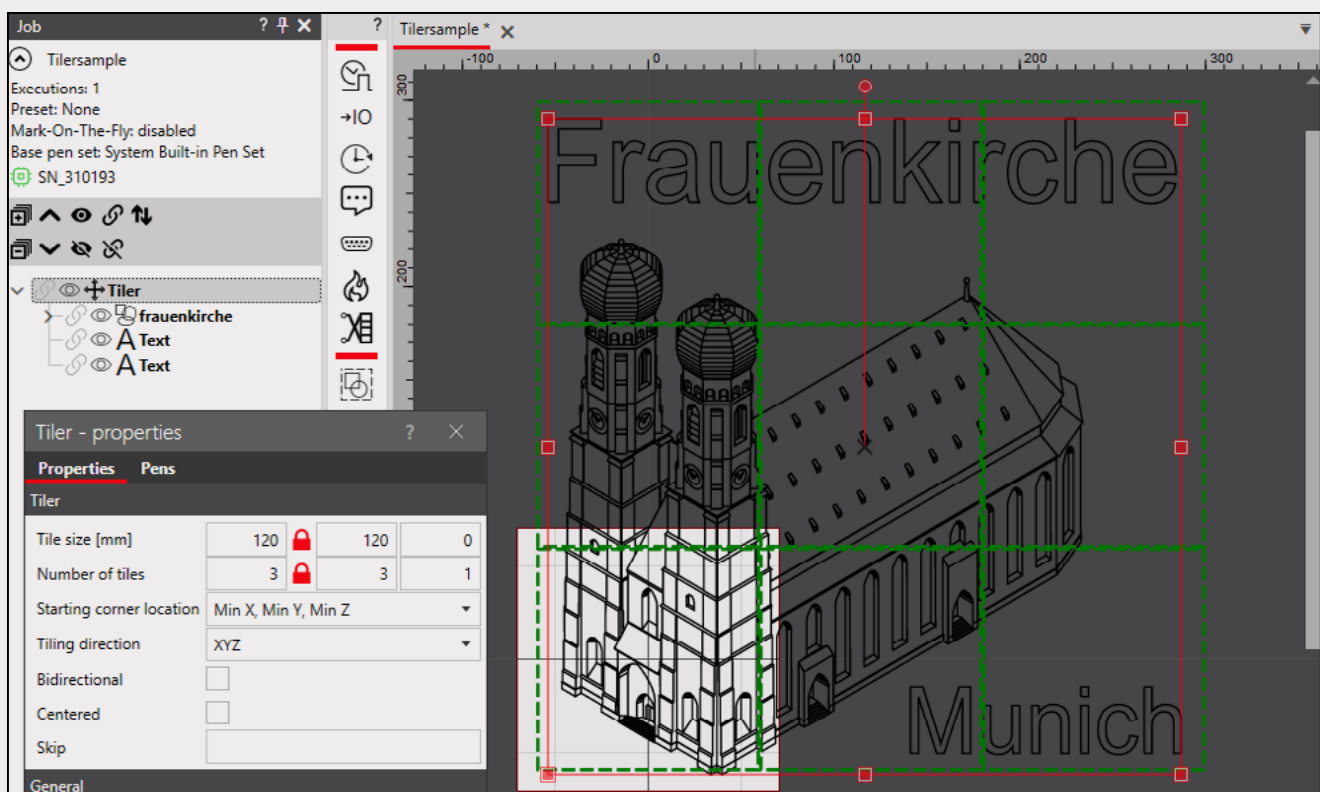 Job ?
Tilersample
Executions: 1
Preset: None
Mark-On-The-Fly: disabled
Base pen set: System Built-in Pen Set
SN_310193
Tiler
frauenkirche
A Text
A Text
?
→IO
Tilersample *
-100 0 100 200 300
300
200
Frauenkirche
Munich
Tiler - properties ?
Properties Pens
Tiler
Tile size [mm] 120 120 0
Number of tiles 3 3 1
Starting corner location Min X, Min Y, Min Z
Tiling direction XYZ
Bidirectional
Centered
Skip
General